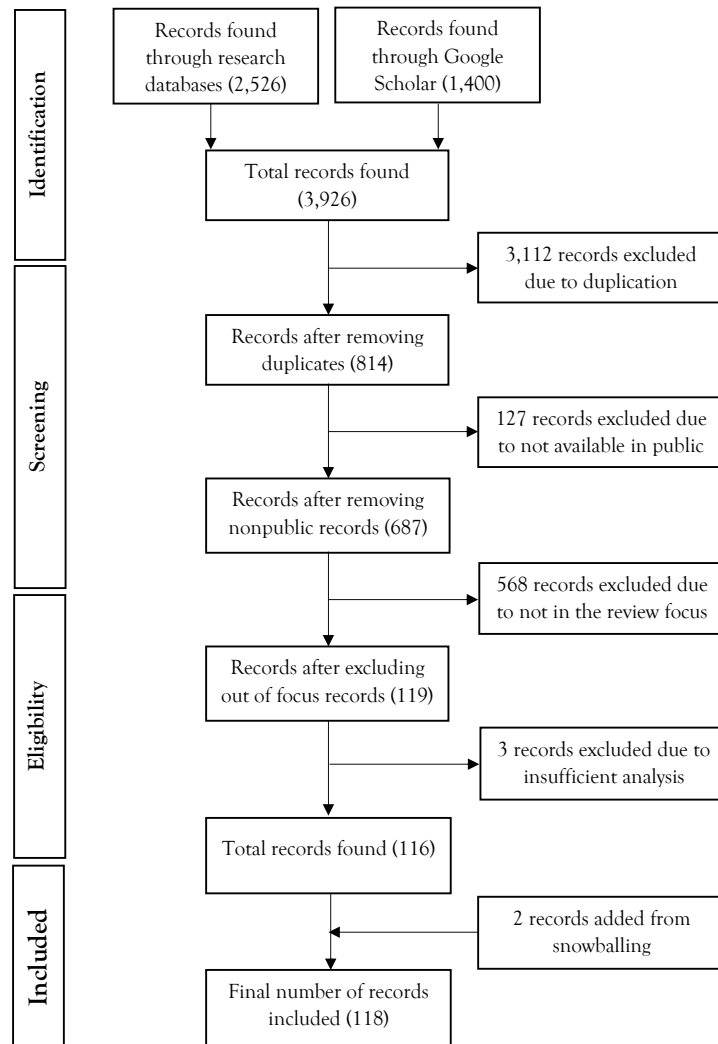 Identification
Records found
through research
databases (2,526)
Records found
through Google
Scholar (1,400)
Total records found
(3,926)
3,112 records excluded
due to duplication
Screening
Records after removing
duplicates (814)
127 records excluded due
to not available in public
Records after removing
nonpublic records (687)
568 records excluded due
to not in the review focus
Eligibility
Records after excluding
out of focus records (119)
3 records excluded due to
insufficient analysis
Total records found (116)
Included
2 records added from
snowballing
Final number of records
included (118)